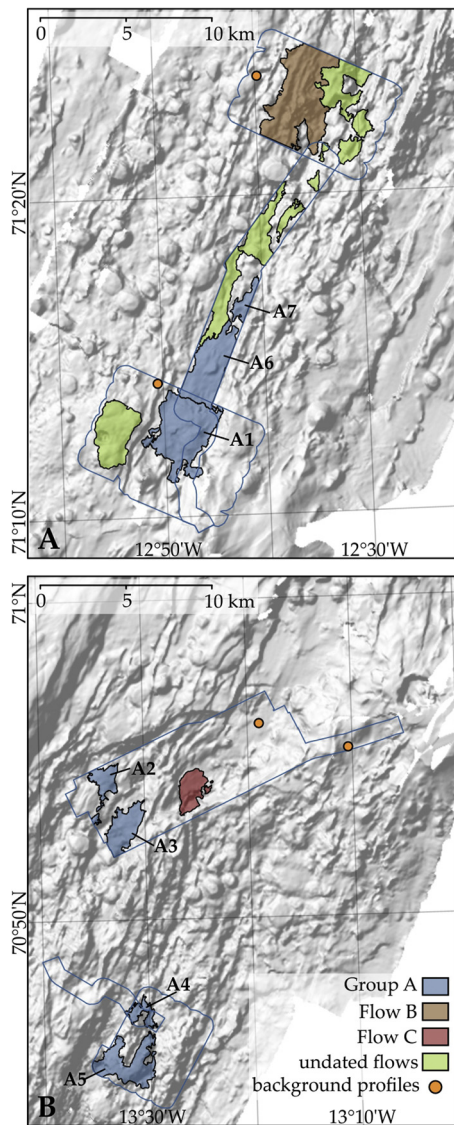 0 5 10 km
71°20'N
A7
A6
A1
71°10'N
A
12°50'W 12°30'W
0 5 10 km
71°N
A2
A3
70°50'N
A4
Group A
Flow B
Flow C
A5
undated flows
background profiles
B
13°30'W 13°10'W